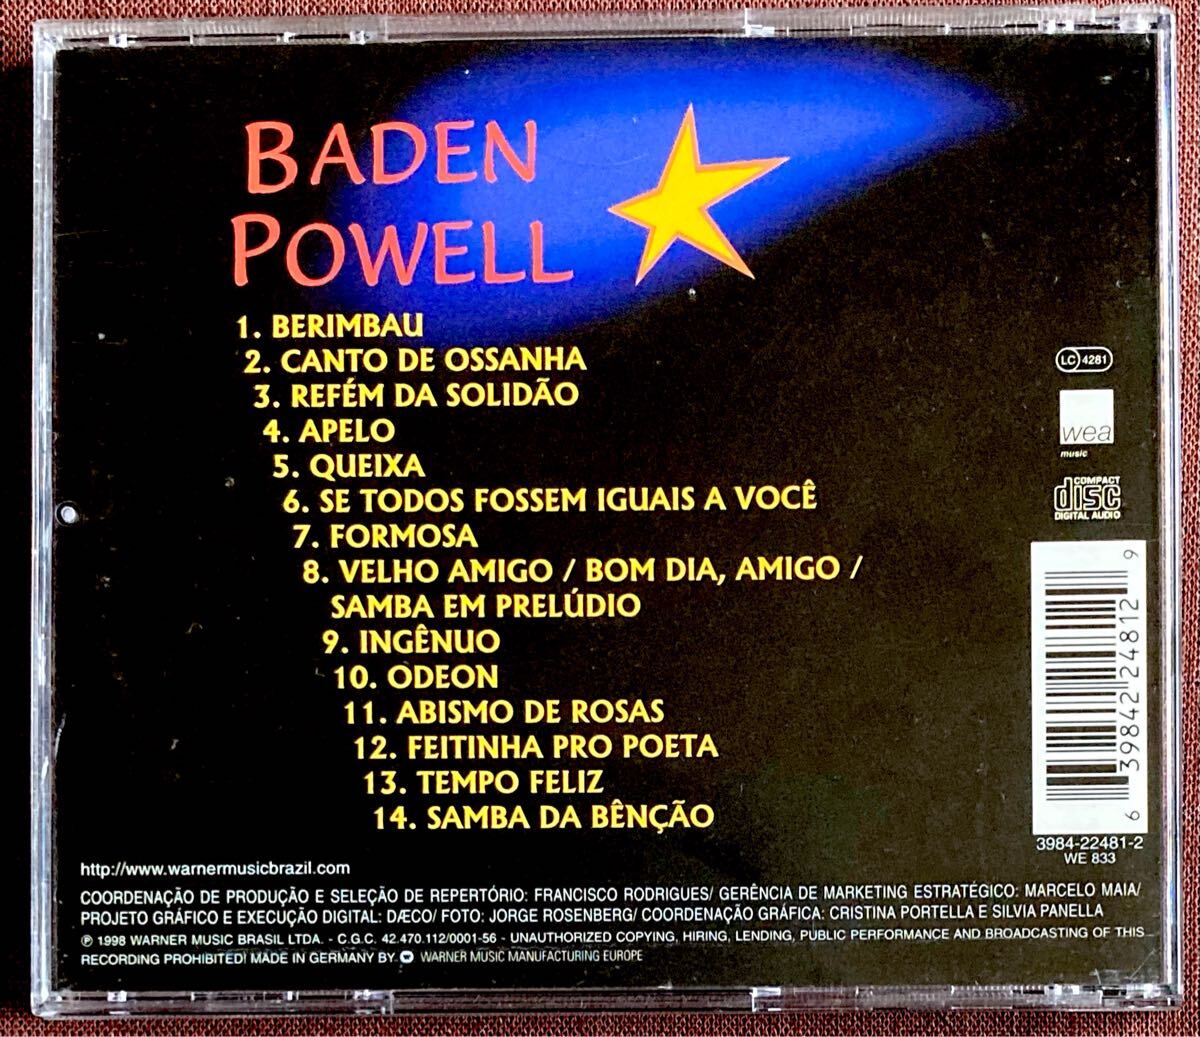 BADEN
POWELL
1. BERIMBAU
2. CANTO DE OSSANHA
3. REFÉM DA SOLIDÃO
4. APELO
5. QUEIXA
6. SE TODOS FOSSEM IGUAIS A VOCÊ
7. FORMOSA
8. VELHO AMIGO / BOM DIA, AMIGO /
SAMBA EM PRELÚDIO
9. INGÊNUO
10. ODEON
11. ABISMO DE ROSAS
12. FEITINHA PRO POETA
13. TEMPO FELIZ
14. SAMBA DA BÊNÇÃO
LC 4281
wea
music
COMPACT
disc
DIGITAL AUDIO
6 39842 24812 9
3984-22481-2
WE 833
http://www.warnermusicbrazil.com
COORDENAÇÃO DE PRODUÇÃO E SELEÇÃO DE REPERTÓRIO: FRANCISCO RODRIGUES/ GERÊNCIA DE MARKETING ESTRATÉGICO: MARCELO MAIA/
PROJETO GRÁFICO E EXECUÇÃO DIGITAL: DÆCO/ FOTO: JORGE ROSENBERG/ COORDENAÇÃO GRÁFICA: CRISTINA PORTELLA E SILVIA PANELLA
℗ 1998 WARNER MUSIC BRASIL LTDA. - C.G.C. 42.470.112/0001-56 - UNAUTHORIZED COPYING, HIRING, LENDING, PUBLIC PERFORMANCE AND BROADCASTING OF THIS
RECORDING PROHIBITED! MADE IN GERMANY BY WARNER MUSIC MANUFACTURING EUROPE